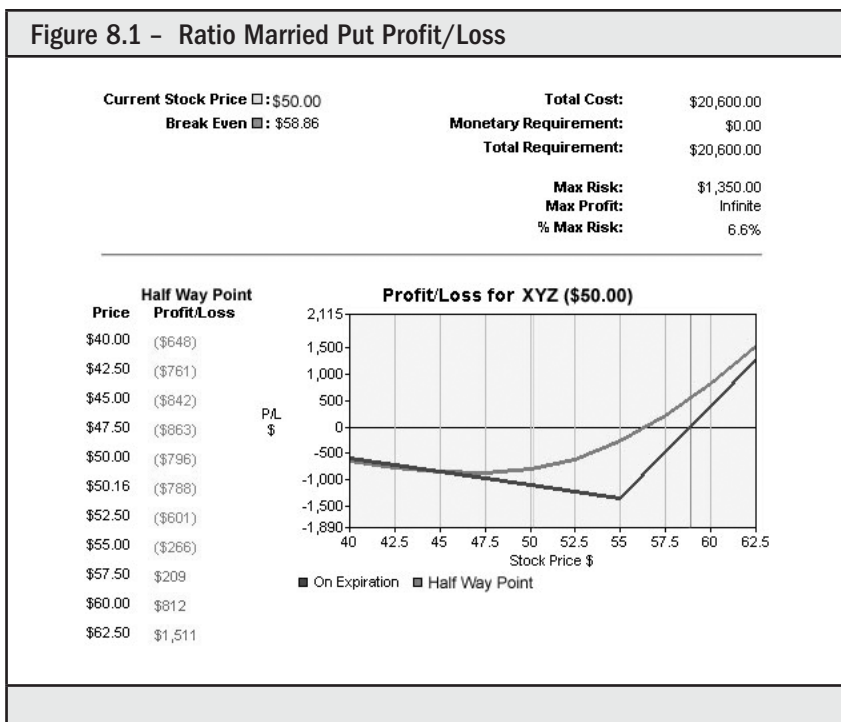 Figure 8.1 – Ratio Married Put Profit/Loss
Current Stock Price : $50.00
Break Even : $58.86
Total Cost: $20,600.00
Monetary Requirement: $0.00
Total Requirement: $20,600.00
Max Risk: $1,350.00
Max Profit: Infinite
% Max Risk: 6.6%
Half Way Point
Price Profit/Loss
$40.00 ($648)
$42.50 ($761)
$45.00 ($842)
$47.50 ($863)
$50.00 ($796)
$50.16 ($788)
$52.50 ($601)
$55.00 ($266)
$57.50 $209
$60.00 $812
$62.50 $1,511
Profit/Loss for XYZ ($50.00)
P/L
$
2,115
1,500
1,000
500
0
-500
-1,000
-1,500
-1,890
40 42.5 45 47.5 50 52.5 55 57.5 60 62.5
Stock Price $
On Expiration Half Way Point